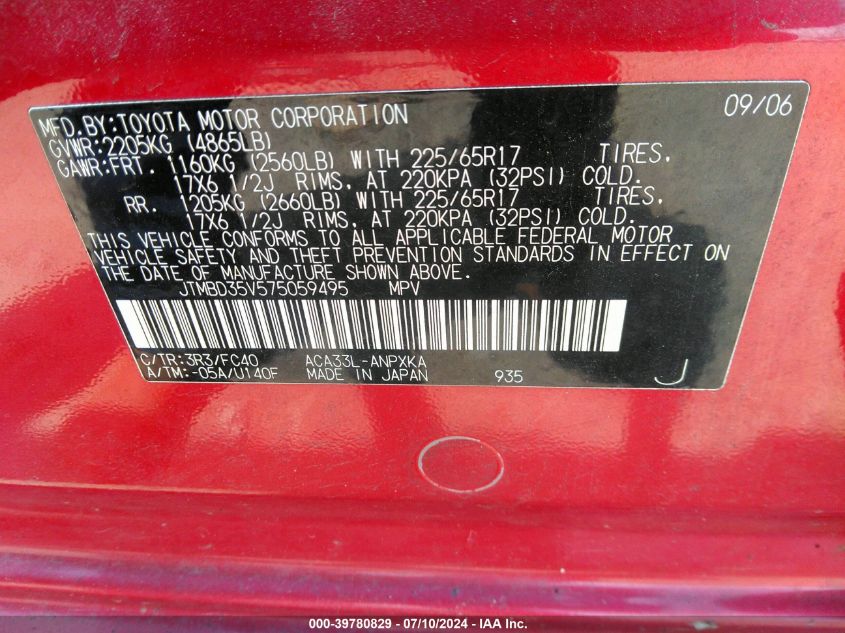 MFD.BY:TOYOTA MOTOR CORPORATION 09/06
GVWR:2205KG (4865LB)
GAWR:FRT. 1160KG (2560LB) WITH 225/65R17 TIRES,
17X6 1/2J RIMS, AT 220KPA (32PSI) COLD.
RR. 1205KG (2660LB) WITH 225/65R17 TIRES,
17X6 1/2J RIMS, AT 220KPA (32PSI) COLD.
THIS VEHICLE CONFORMS TO ALL APPLICABLE FEDERAL MOTOR
VEHICLE SAFETY AND THEFT PREVENTION STANDARDS IN EFFECT ON
THE DATE OF MANUFACTURE SHOWN ABOVE.
JTMBD35V575059495 MPV
C/TR:3R3/FC40 ACA33L-ANPXKA
A/TM:-05A/U140F MADE IN JAPAN 935 J
000-39780829 - 07/10/2024 - IAA Inc.